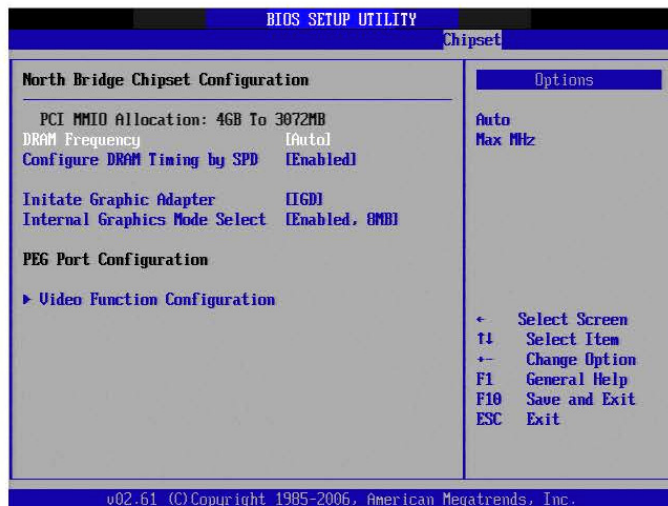 BIOS SETUP UTILITY
Chipset
North Bridge Chipset Configuration
PCI MMIO Allocation: 4GB To 3072MB
DRAM Frequency [Auto]
Configure DRAM Timing by SPD [Enabled]
Initate Graphic Adapter [IGD]
Internal Graphics Mode Select [Enabled, 8MB]
PEG Port Configuration
▶ Video Function Configuration
Options
Auto
Max MHz
← Select Screen
↑↓ Select Item
+- Change Option
F1 General Help
F10 Save and Exit
ESC Exit
v02.61 (C)Copyright 1985-2006, American Megatrends, Inc.